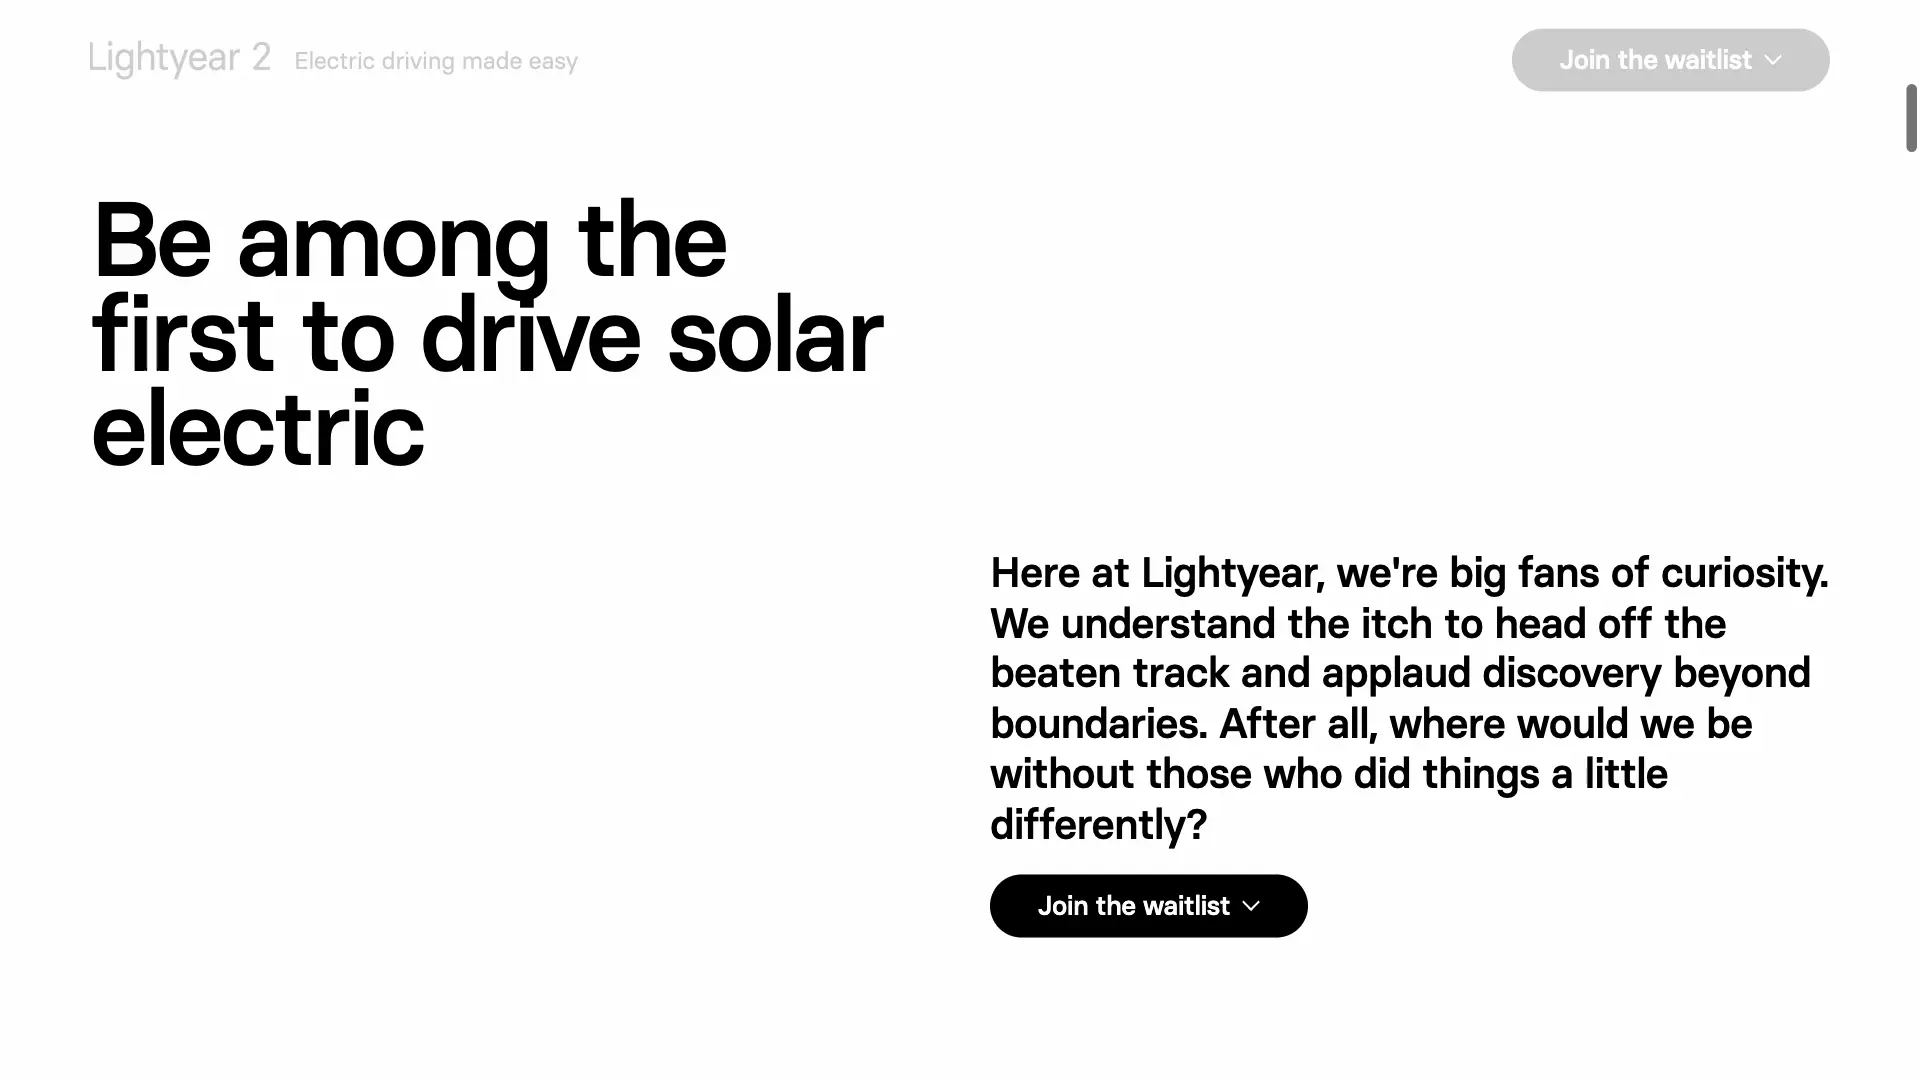 Lightyear 2 Electric driving made easy
Join the waitlist
Be among the
first to drive solar
electric
Here at Lightyear, we're big fans of curiosity.
We understand the itch to head off the
beaten track and applaud discovery beyond
boundaries. After all, where would we be
without those who did things a little
differently?
Join the waitlist